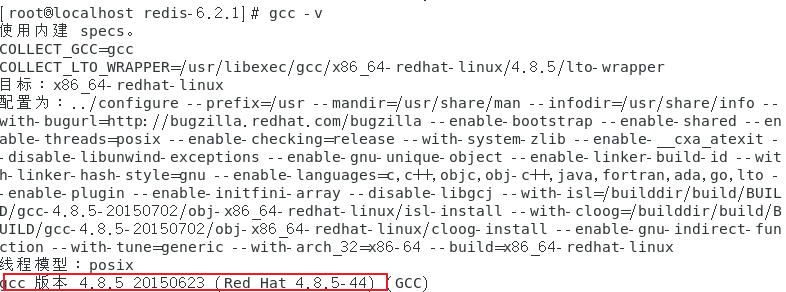 [root@localhost redis-6.2.1]# gcc -v
使用内建 specs。
COLLECT_GCC=gcc
COLLECT_LTO_WRAPPER=/usr/libexec/gcc/x86_64-redhat-linux/4.8.5/lto-wrapper
目标：x86_64-redhat-linux
配置为：../configure --prefix=/usr --mandir=/usr/share/man --infodir=/usr/share/info --
with-bugurl=http://bugzilla.redhat.com/bugzilla --enable-bootstrap --enable-shared --en
able-threads=posix --enable-checking=release --with-system-zlib --enable-__cxa_atexit -
-disable-libunwind-exceptions --enable-gnu-unique-object --enable-linker-build-id --wit
h-linker-hash-style=gnu --enable-languages=c,c++,objc,obj-c++,java,fortran,ada,go,lto -
-enable-plugin --enable-initfini-array --disable-libgcj --with-isl=/builddir/build/BUIL
D/gcc-4.8.5-20150702/obj-x86_64-redhat-linux/isl-install --with-cloog=/builddir/build/B
UILD/gcc-4.8.5-20150702/obj-x86_64-redhat-linux/cloog-install --enable-gnu-indirect-fun
ction --with-tune=generic --with-arch_32=x86-64 --build=x86_64-redhat-linux
线程模型：posix
gcc 版本 4.8.5 20150623 (Red Hat 4.8.5-44) (GCC)